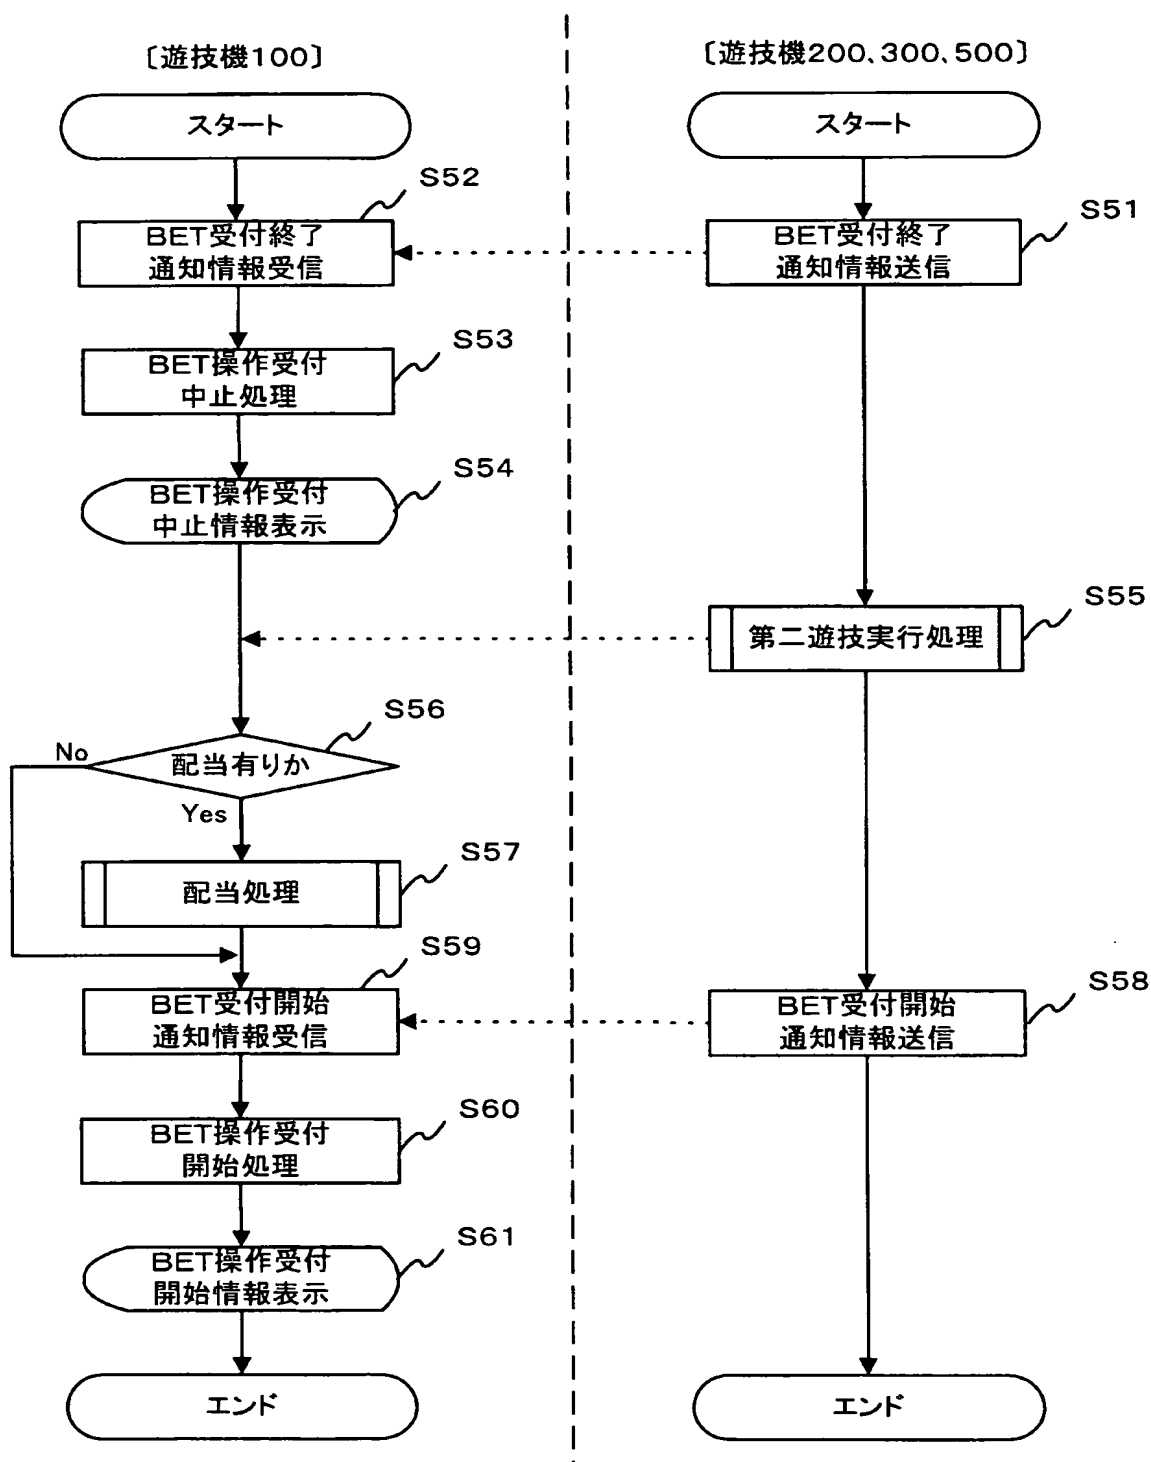 〔遊技機100〕
スタート
S52
BET受付終了
通知情報受信
S53
BET操作受付
中止処理
S54
BET操作受付
中止情報表示
S56
配当有りか
No
Yes
S57
配当処理
S59
BET受付開始
通知情報受信
S60
BET操作受付
開始処理
S61
BET操作受付
開始情報表示
エンド
〔遊技機200、300、500〕
スタート
S51
BET受付終了
通知情報送信
S55
第二遊技実行処理
S58
BET受付開始
通知情報送信
エンド